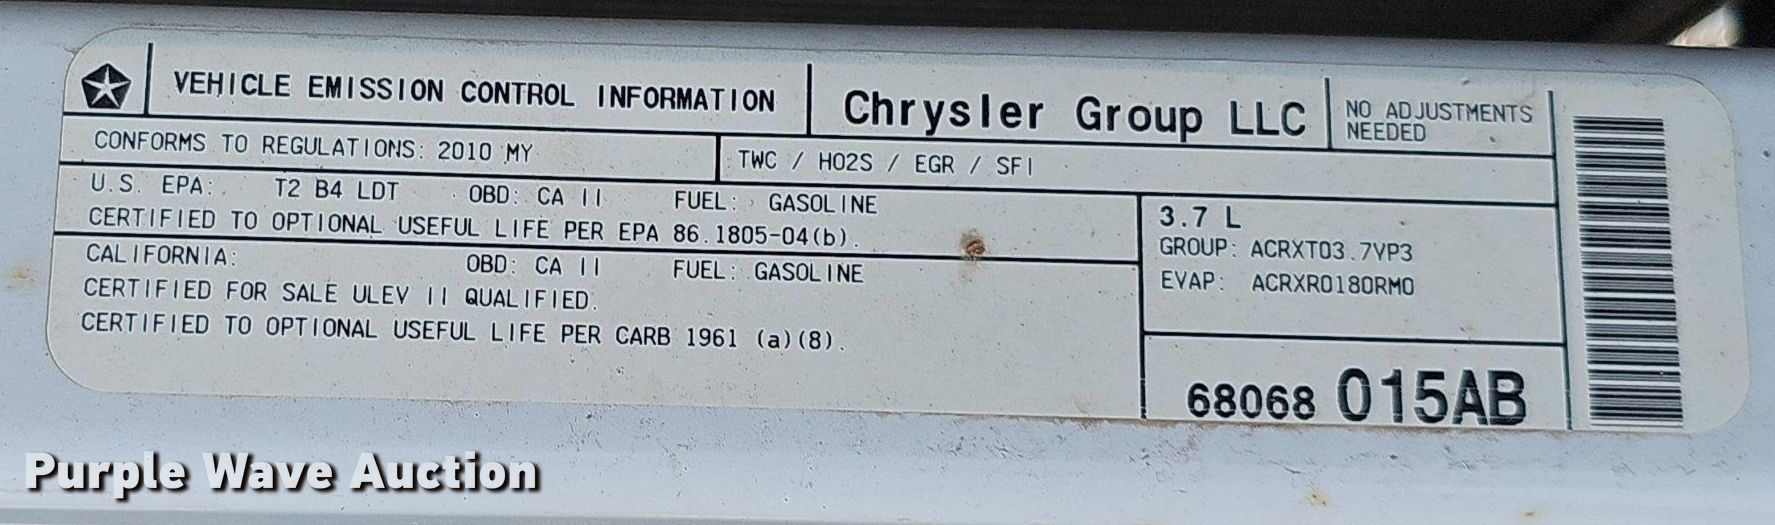 VEHICLE EMISSION CONTROL INFORMATION
Chrysler Group LLC
NO ADJUSTMENTS
NEEDED
CONFORMS TO REGULATIONS: 2010 MY
TWC / HO2S / EGR / SFI
U.S. EPA: T2 B4 LDT OBD: CA II FUEL: GASOLINE
CERTIFIED TO OPTIONAL USEFUL LIFE PER EPA 86.1805-04(b).
CALIFORNIA: OBD: CA II FUEL: GASOLINE
CERTIFIED FOR SALE ULEV II QUALIFIED.
CERTIFIED TO OPTIONAL USEFUL LIFE PER CARB 1961 (a)(8).
3.7 L
GROUP: ACRXT03.7VP3
EVAP: ACRXR0180RM0
68068 015AB
Purple Wave Auction